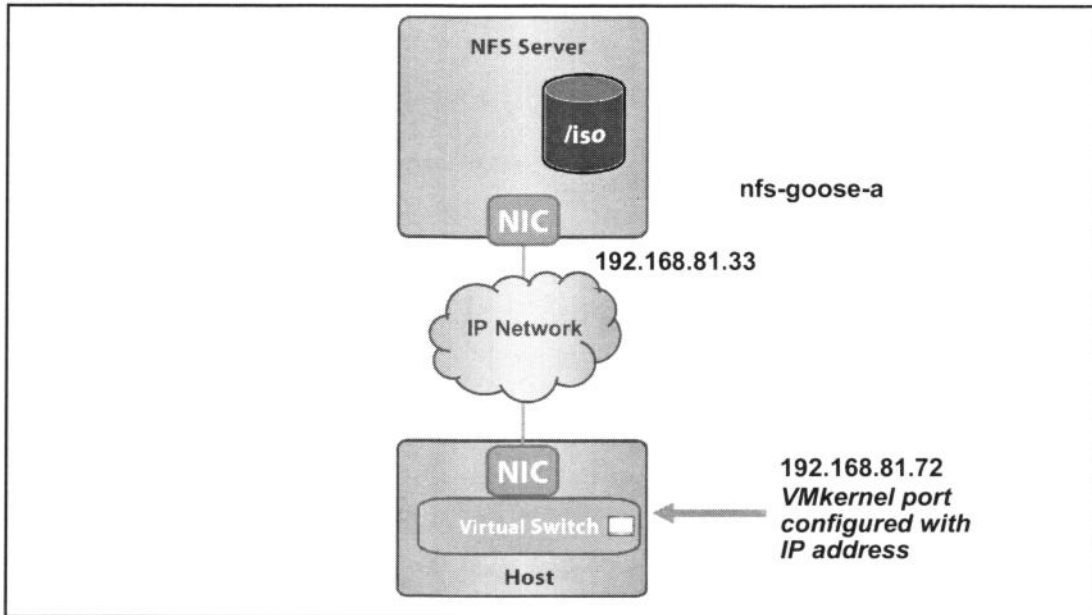 NFS Server
/iso
nfs-goose-a
NIC
192.168.81.33
IP Network
NIC
192.168.81.72
VMkernel port
configured with
IP address
Virtual Switch
Host